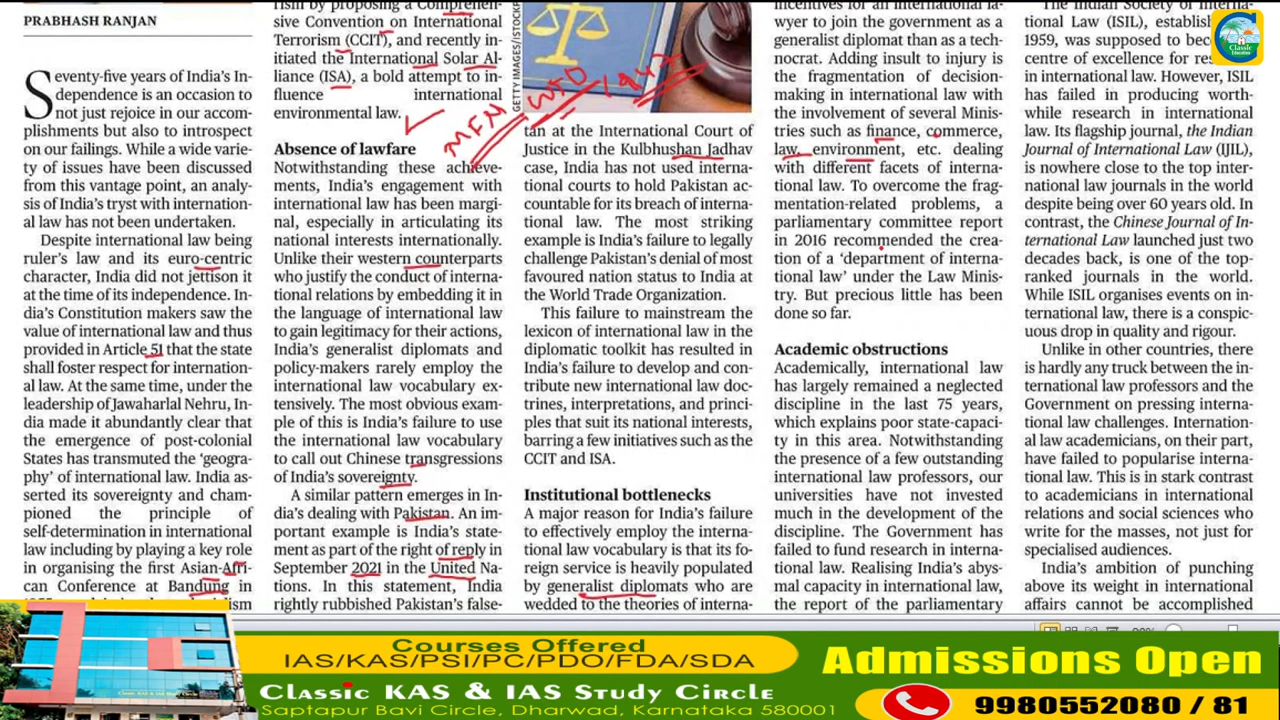 PRABHASH RANJAN
Seventy-five years of India's In-
dependence is an occasion to
not just rejoice in our accom-
plishments but also to introspect
on our failings. While a wide varie-
ty of issues have been discussed
from this vantage point, an analy-
sis of India's tryst with internation-
al law has not been undertaken.
Despite international law being
ruler's law and its euro-centric
character, India did not jettison it
at the time of its independence. In-
dia's Constitution makers saw the
value of international law and thus
provided in Article 51 that the state
shall foster respect for internation-
al law. At the same time, under the
leadership of Jawaharlal Nehru, In-
dia made it abundantly clear that
the emergence of post-colonial
States has transmuted the 'geogra-
phy' of international law. India as-
serted its sovereignty and cham-
pioned the principle of
self-determination in international
law including by playing a key role
in organising the first Asian-Afri-
can Conference at Bandung in
rism by proposing a Comprehen-
sive Convention on International
Terrorism (CCIT), and recently in-
itiated the International Solar Al-
liance (ISA), a bold attempt to in-
fluence international
environmental law.
Absence of lawfare
Notwithstanding these achieve-
ments, India's engagement with
international law has been margi-
nal, especially in articulating its
national interests internationally.
Unlike their western counterparts
who justify the conduct of interna-
tional relations by embedding it in
the language of international law
to gain legitimacy for their actions,
India's generalist diplomats and
policy-makers rarely employ the
international law vocabulary ex-
tensively. The most obvious exam-
ple of this is India's failure to use
the international law vocabulary
to call out Chinese transgressions
of India's sovereignty.
A similar pattern emerges in In-
dia's dealing with Pakistan. An im-
portant example is India's state-
ment as part of the right of reply in
September 2021 in the United Na-
tions. In this statement, India
rightly rubbished Pakistan's false-
GETTY IMAGES/ISTOCKP
MFN
WTO
1947
tan at the International Court of
Justice in the Kulbhushan Jadhav
case, India has not used interna-
tional courts to hold Pakistan ac-
countable for its breach of interna-
tional law. The most striking
example is India's failure to legally
challenge Pakistan's denial of most
favoured nation status to India at
the World Trade Organization.
This failure to mainstream the
lexicon of international law in the
diplomatic toolkit has resulted in
India's failure to develop and con-
tribute new international law doc-
trines, interpretations, and princi-
ples that suit its national interests,
barring a few initiatives such as the
CCIT and ISA.
Institutional bottlenecks
A major reason for India's failure
to effectively employ the interna-
tional law vocabulary is that its fo-
reign service is heavily populated
by generalist diplomats who are
wedded to the theories of interna-
incentives for an international la-
wyer to join the government as a
generalist diplomat than as a tech-
nocrat. Adding insult to injury is
the fragmentation of decision-
making in international law with
the involvement of several Minis-
tries such as finance, commerce,
law, environment, etc. dealing
with different facets of interna-
tional law. To overcome the frag-
mentation-related problems, a
parliamentary committee report
in 2016 recommended the crea-
tion of a 'department of interna-
tional law' under the Law Minis-
try. But precious little has been
done so far.
Academic obstructions
Academically, international law
has largely remained a neglected
discipline in the last 75 years,
which explains poor state-capaci-
ty in this area. Notwithstanding
the presence of a few outstanding
international law professors, our
universities have not invested
much in the development of the
discipline. The Government has
failed to fund research in interna-
tional law. Realising India's abys-
mal capacity in international law,
the report of the parliamentary
The Indian Society of Interna-
tional Law (ISIL), establis
1959, was supposed to bec
centre of excellence for res
in international law. However, ISIL
has failed in producing worth-
while research in international
law. Its flagship journal, the Indian
Journal of International Law (IJIL),
is nowhere close to the top inter-
national law journals in the world
despite being over 60 years old. In
contrast, the Chinese Journal of In-
ternational Law launched just two
decades back, is one of the top-
ranked journals in the world.
While ISIL organises events on in-
ternational law, there is a conspic-
uous drop in quality and rigour.
Unlike in other countries, there
is hardly any truck between the in-
ternational law professors and the
Government on pressing interna-
tional law challenges. Internation-
al law academicians, on their part,
have failed to popularise interna-
tional law. This is in stark contrast
to academicians in international
relations and social sciences who
write for the masses, not just for
specialised audiences.
India's ambition of punching
above its weight in international
affairs cannot be accomplished
Classic
Education
Courses Offered
IAS/KAS/PSI/PC/PDO/FDA/SDA
Classic KAS & IAS Study Circle
Saptapur Bavi Circle, Dharwad, Karnataka 580001
Admissions Open
9980552080 / 81